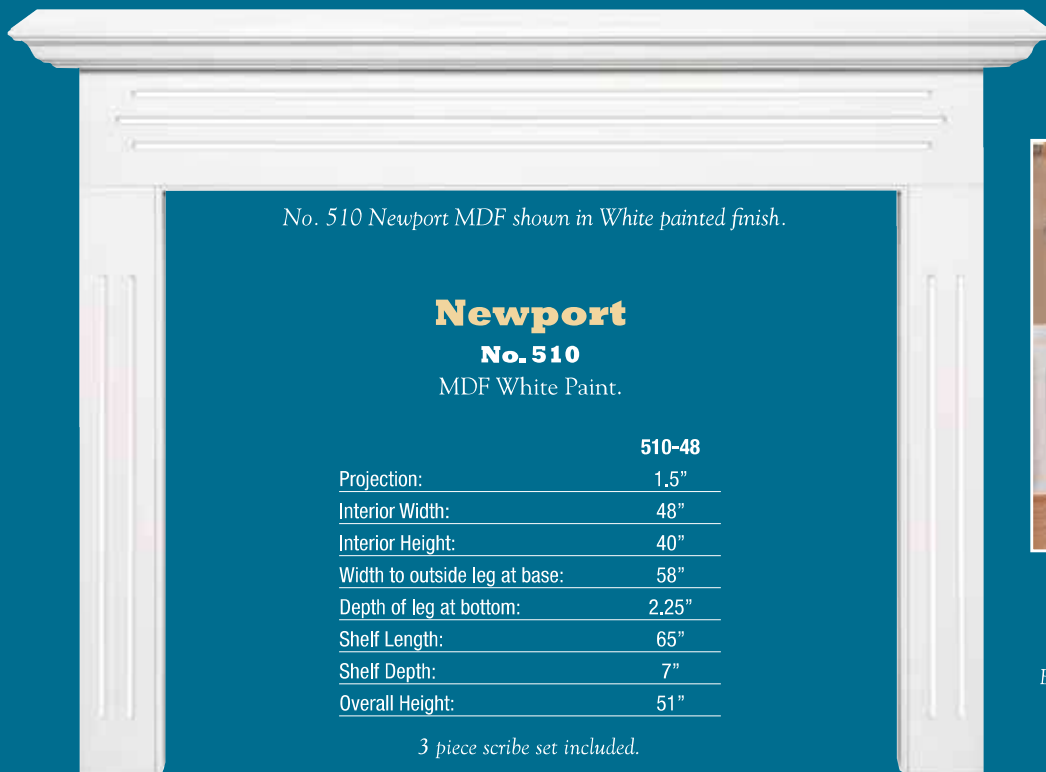 No. 510 Newport MDF shown in White painted finish.
Newport
No. 510
MDF White Paint.
510-48
Projection: 1.5”
Interior Width: 48”
Interior Height: 40”
Width to outside leg at base: 58”
Depth of leg at bottom: 2.25”
Shelf Length: 65”
Shelf Depth: 7”
Overall Height: 51”
3 piece scribe set included.